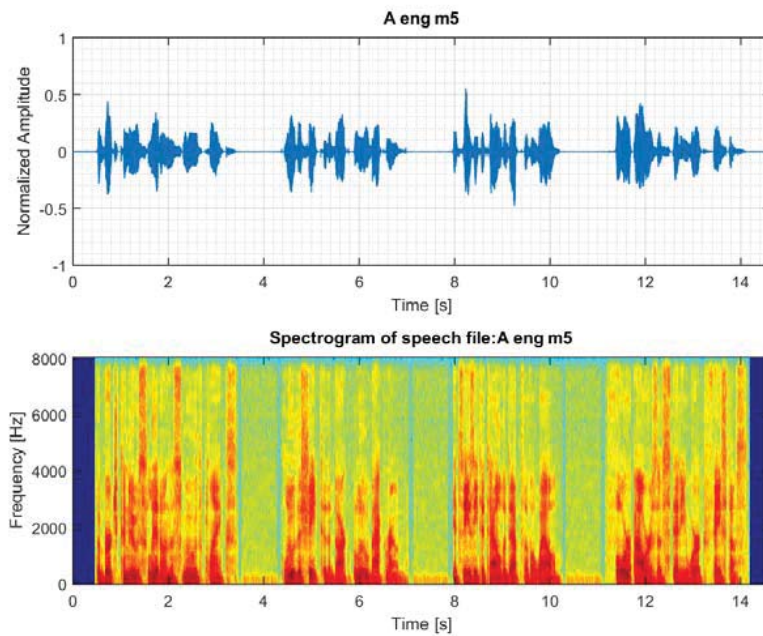 A eng m5
1
0.5
0
-0.5
-1
Normalized Amplitude
0 2 4 6 8 10 12 14
Time [s]
Spectrogram of speech file:A eng m5
8000
6000
4000
2000
0
Frequency [Hz]
0 2 4 6 8 10 12 14
Time [s]